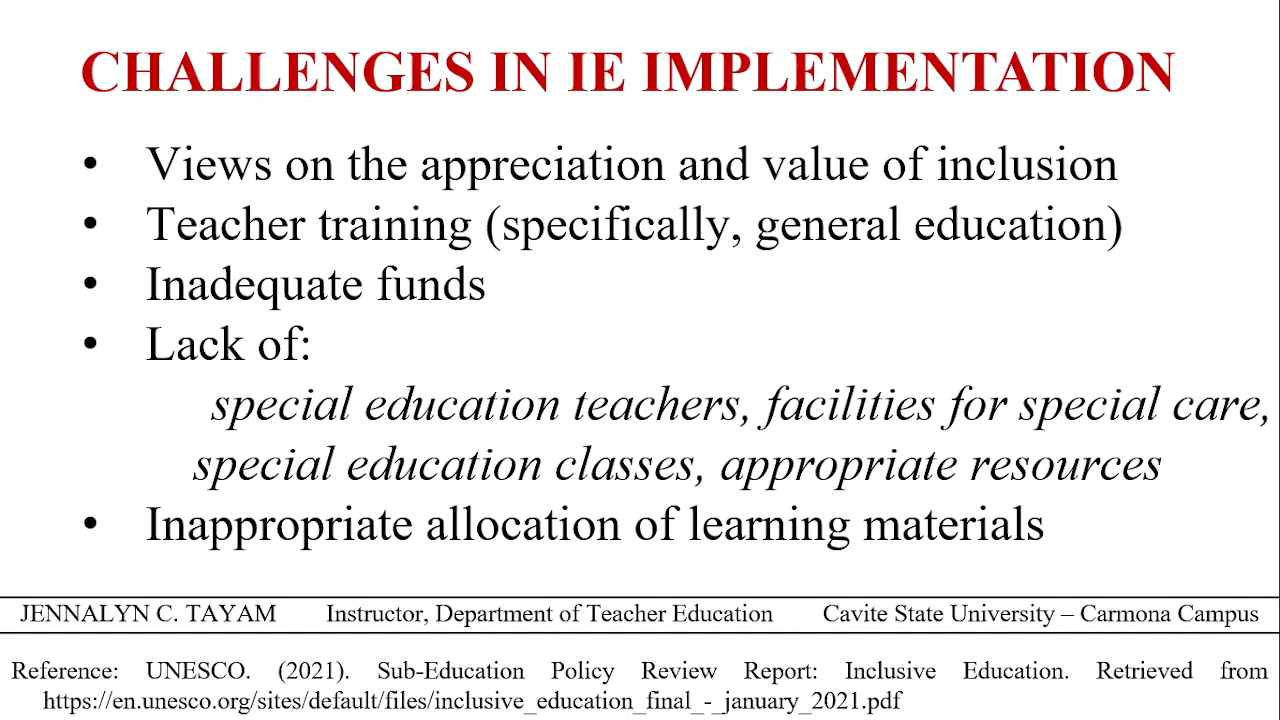 CHALLENGES IN IE IMPLEMENTATION
• Views on the appreciation and value of inclusion
• Teacher training (specifically, general education)
• Inadequate funds
• Lack of:
special education teachers, facilities for special care,
special education classes, appropriate resources
• Inappropriate allocation of learning materials
JENNALYN C. TAYAM Instructor, Department of Teacher Education Cavite State University – Carmona Campus
Reference: UNESCO. (2021). Sub-Education Policy Review Report: Inclusive Education. Retrieved from
https://en.unesco.org/sites/default/files/inclusive_education_final_-_january_2021.pdf